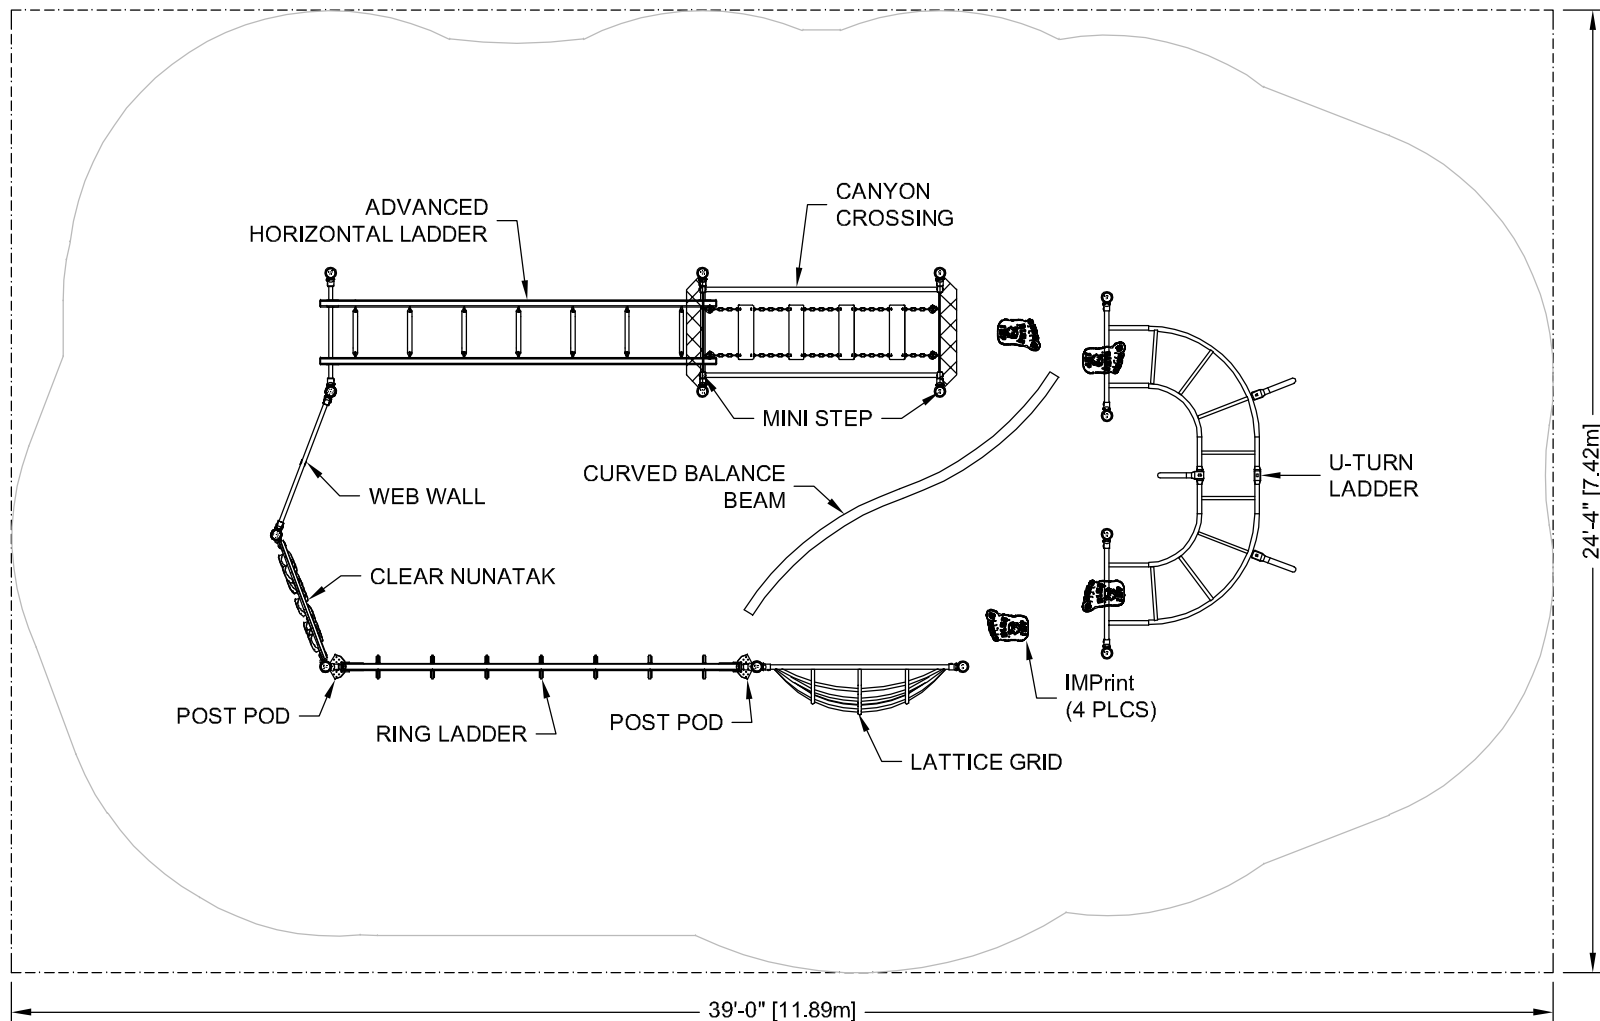 CANYON
CROSSING
ADVANCED
HORIZONTAL LADDER
MINI STEP
CURVED BALANCE
BEAM
U-TURN
LADDER
WEB WALL
24'-4" [7.42m]
CLEAR NUNATAK
IMPrint
(4 PLCS)
POST POD
RING LADDER
POST POD
LATTICE GRID
39'-0" [11.89m]